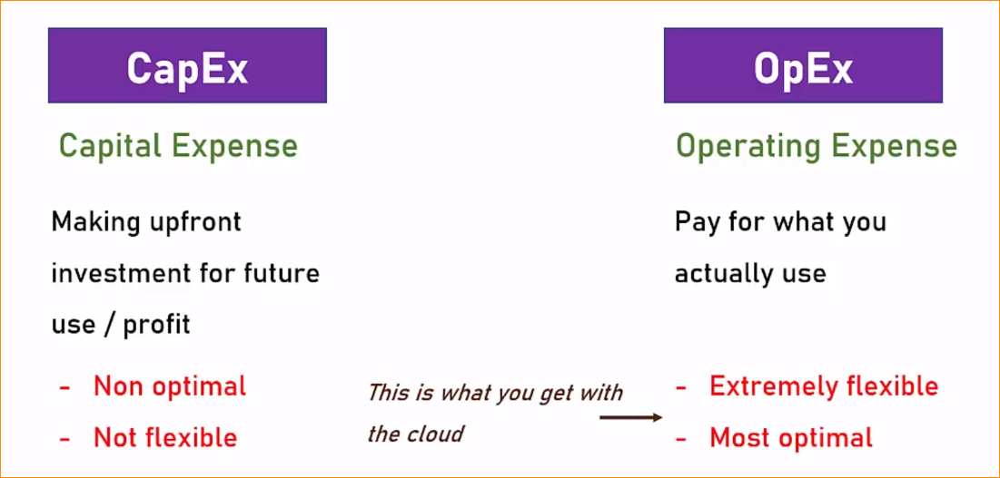 CapEx
Capital Expense
Making upfront
investment for future
use / profit
- Non optimal
- Not flexible
This is what you get with
the cloud
OpEx
Operating Expense
Pay for what you
actually use
- Extremely flexible
- Most optimal